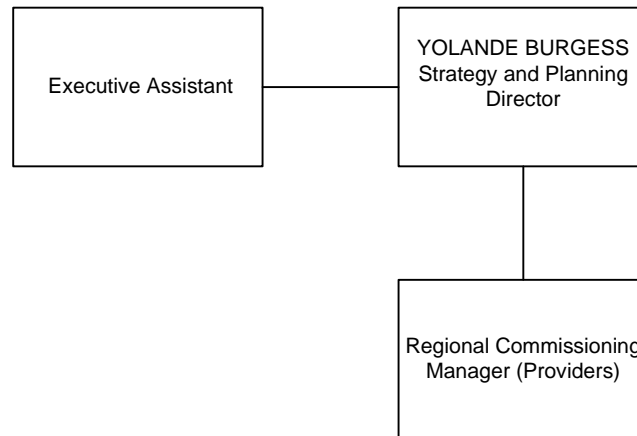 Executive Assistant
YOLANDE BURGESS
Strategy and Planning
Director
Regional Commissioning
Manager (Providers)